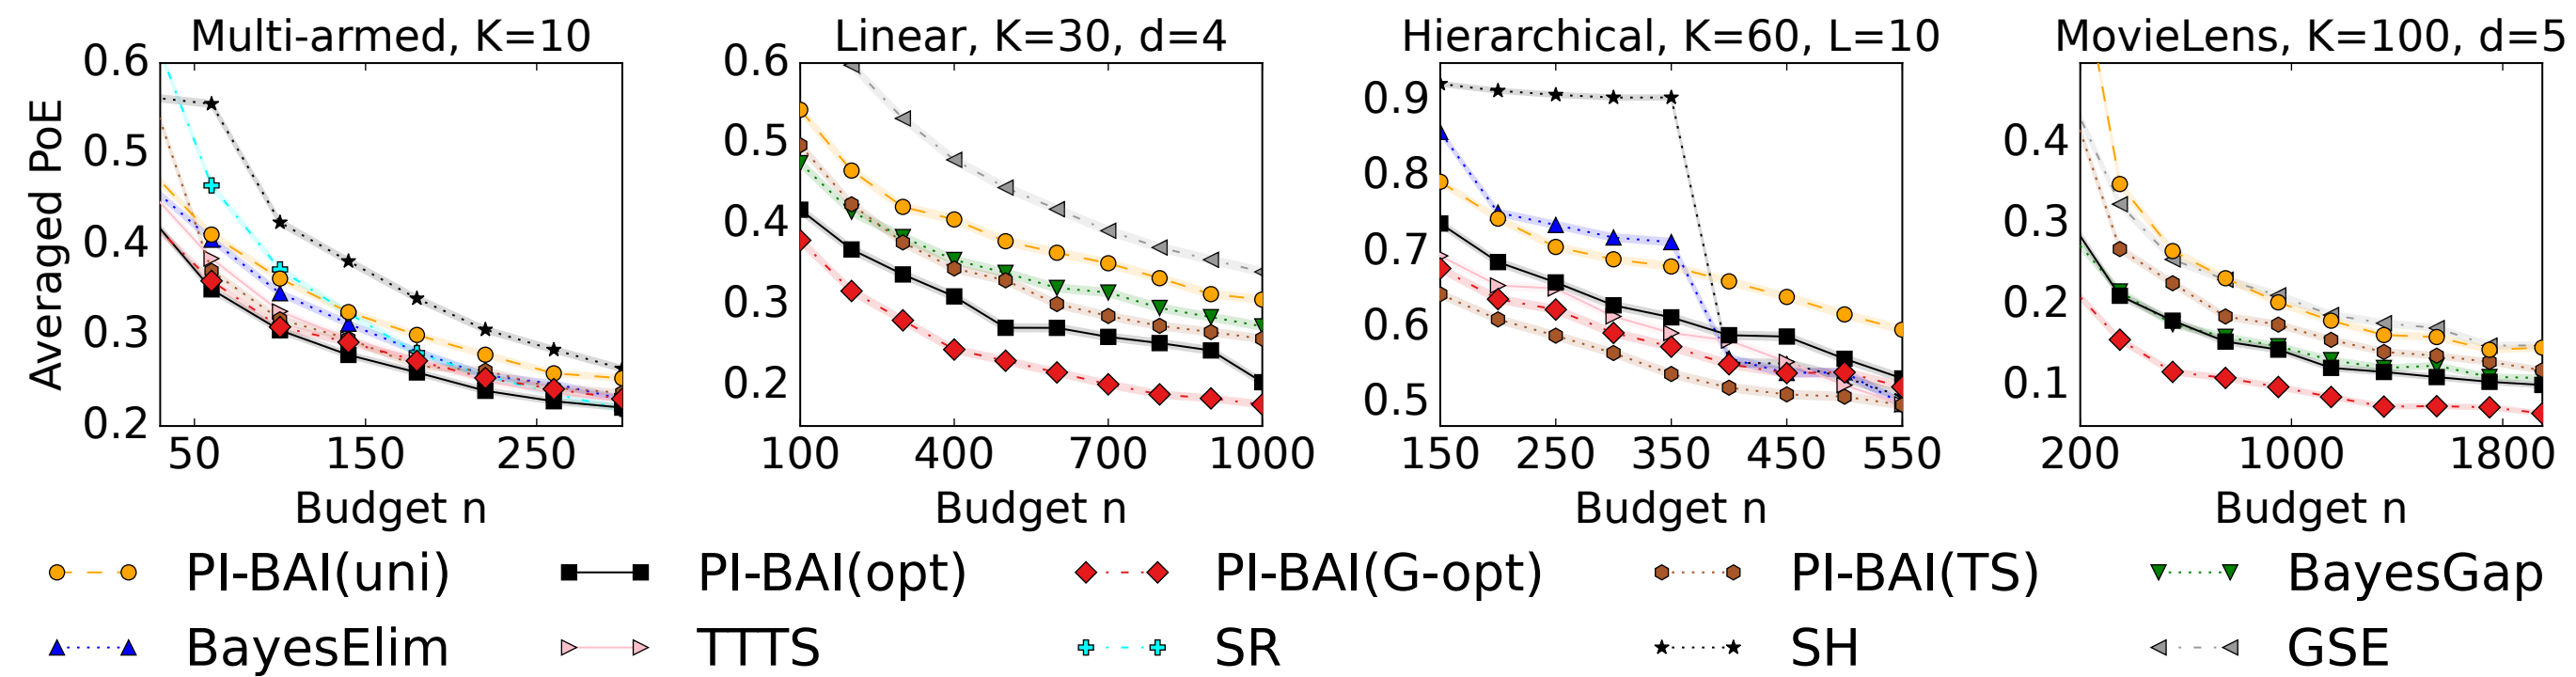 Multi-armed, K=10
Linear, K=30, d=4
Hierarchical, K=60, L=10
MovieLens, K=100, d=5
Averaged PoE
0.6
0.5
0.4
0.3
0.2
50 150 250
Budget n
0.6
0.5
0.4
0.3
0.2
100 400 700 1000
Budget n
0.9
0.8
0.7
0.6
0.5
150 250 350 450 550
Budget n
0.4
0.3
0.2
0.1
200 1000 1800
Budget n
PI-BAI(uni) PI-BAI(opt) PI-BAI(G-opt) PI-BAI(TS) BayesGap
BayesElim TTTS SR SH GSE